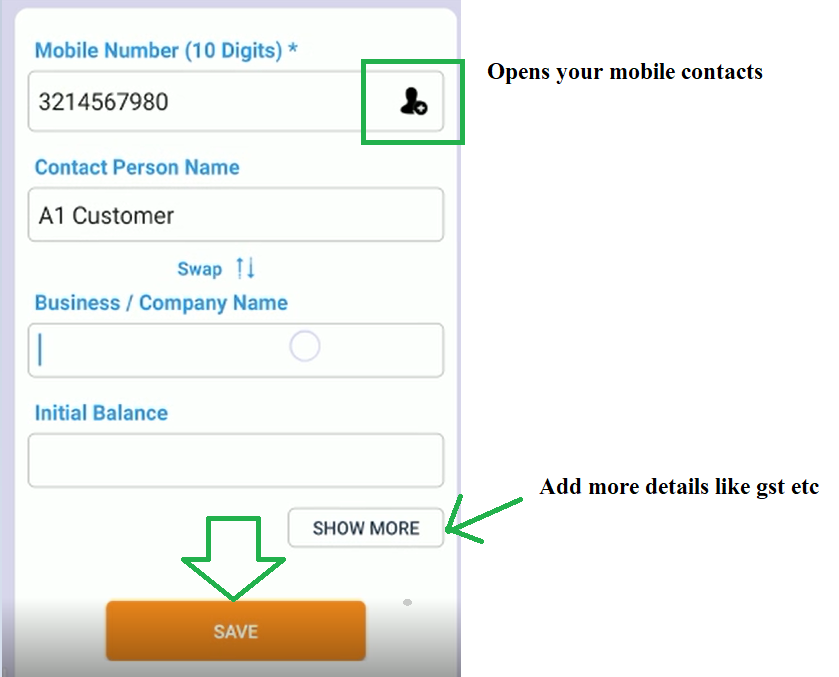 Mobile Number (10 Digits) *
Opens your mobile contacts
3214567980
Contact Person Name
A1 Customer
Swap
Business / Company Name
Initial Balance
Add more details like gst etc
SHOW MORE
SAVE